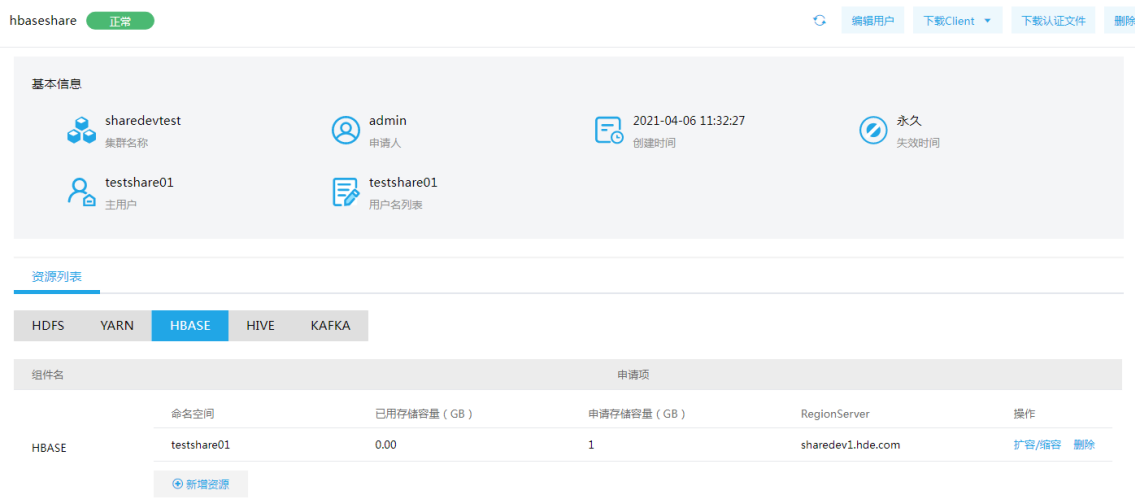 hbaseshare 正常 编辑用户 下载Client 下载认证文件 删除
基本信息
sharedevtest admin 2021-04-06 11:32:27 永久
集群名称 申请人 创建时间 失效时间
testshare01 testshare01
主用户 用户名列表
资源列表
HDFS YARN HBASE HIVE KAFKA
组件名 申请项
命名空间 已用存储容量（GB） 申请存储容量（GB） RegionServer 操作
HBASE testshare01 0.00 1 sharedev1.hde.com 扩容/缩容 删除
新增资源